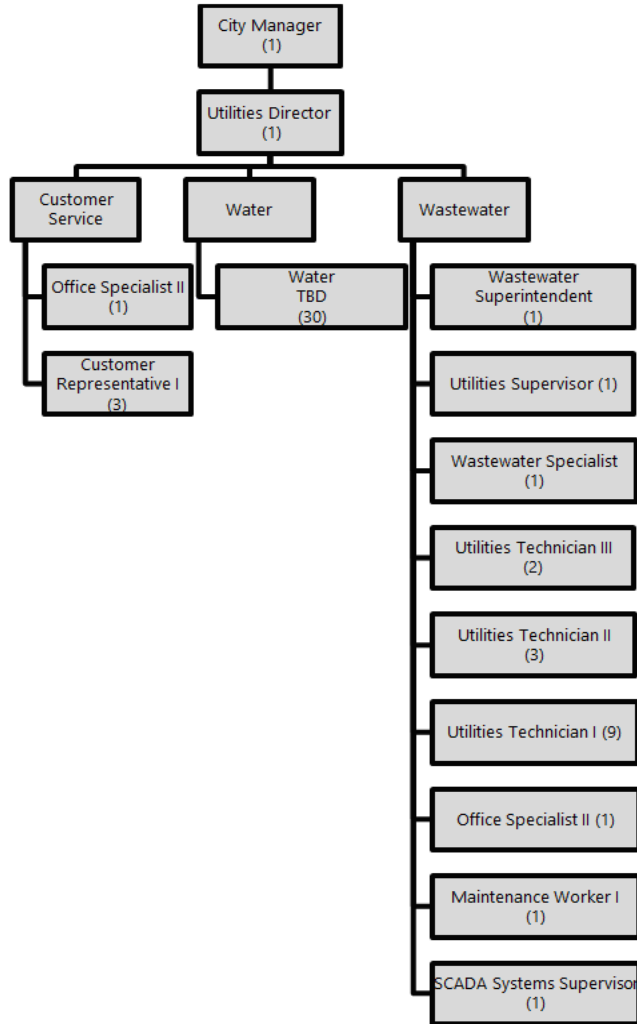 City Manager
(1)
Utilities Director
(1)
Customer
Service
Water
Wastewater
Office Specialist II
(1)
Customer
Representative I
(3)
Water
TBD
(30)
Wastewater
Superintendent
(1)
Utilities Supervisor (1)
Wastewater Specialist
(1)
Utilities Technician III
(2)
Utilities Technician II
(3)
Utilities Technician I (9)
Office Specialist II (1)
Maintenance Worker I
(1)
SCADA Systems Supervisor
(1)